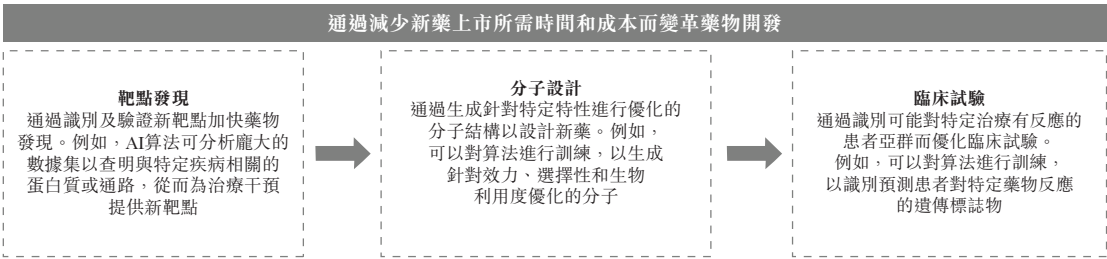 通過減少新藥上市所需時間和成本而變革藥物開發
靶點發現
通過識別及驗證新靶點加快藥物
發現。例如，AI算法可分析龐大的
數據集以查明與特定疾病相關的
蛋白質或通路，從而為治療干預
提供新靶點
分子設計
通過生成針對特定特性進行優化的
分子結構以設計新藥。例如，
可以對算法進行訓練，以生成
針對效力、選擇性和生物
利用度優化的分子
臨床試驗
通過識別可能對特定治療有反應的
患者亞群而優化臨床試驗。
例如，可以對算法進行訓練，
以識別預測患者對特定藥物反應
的遺傳標誌物